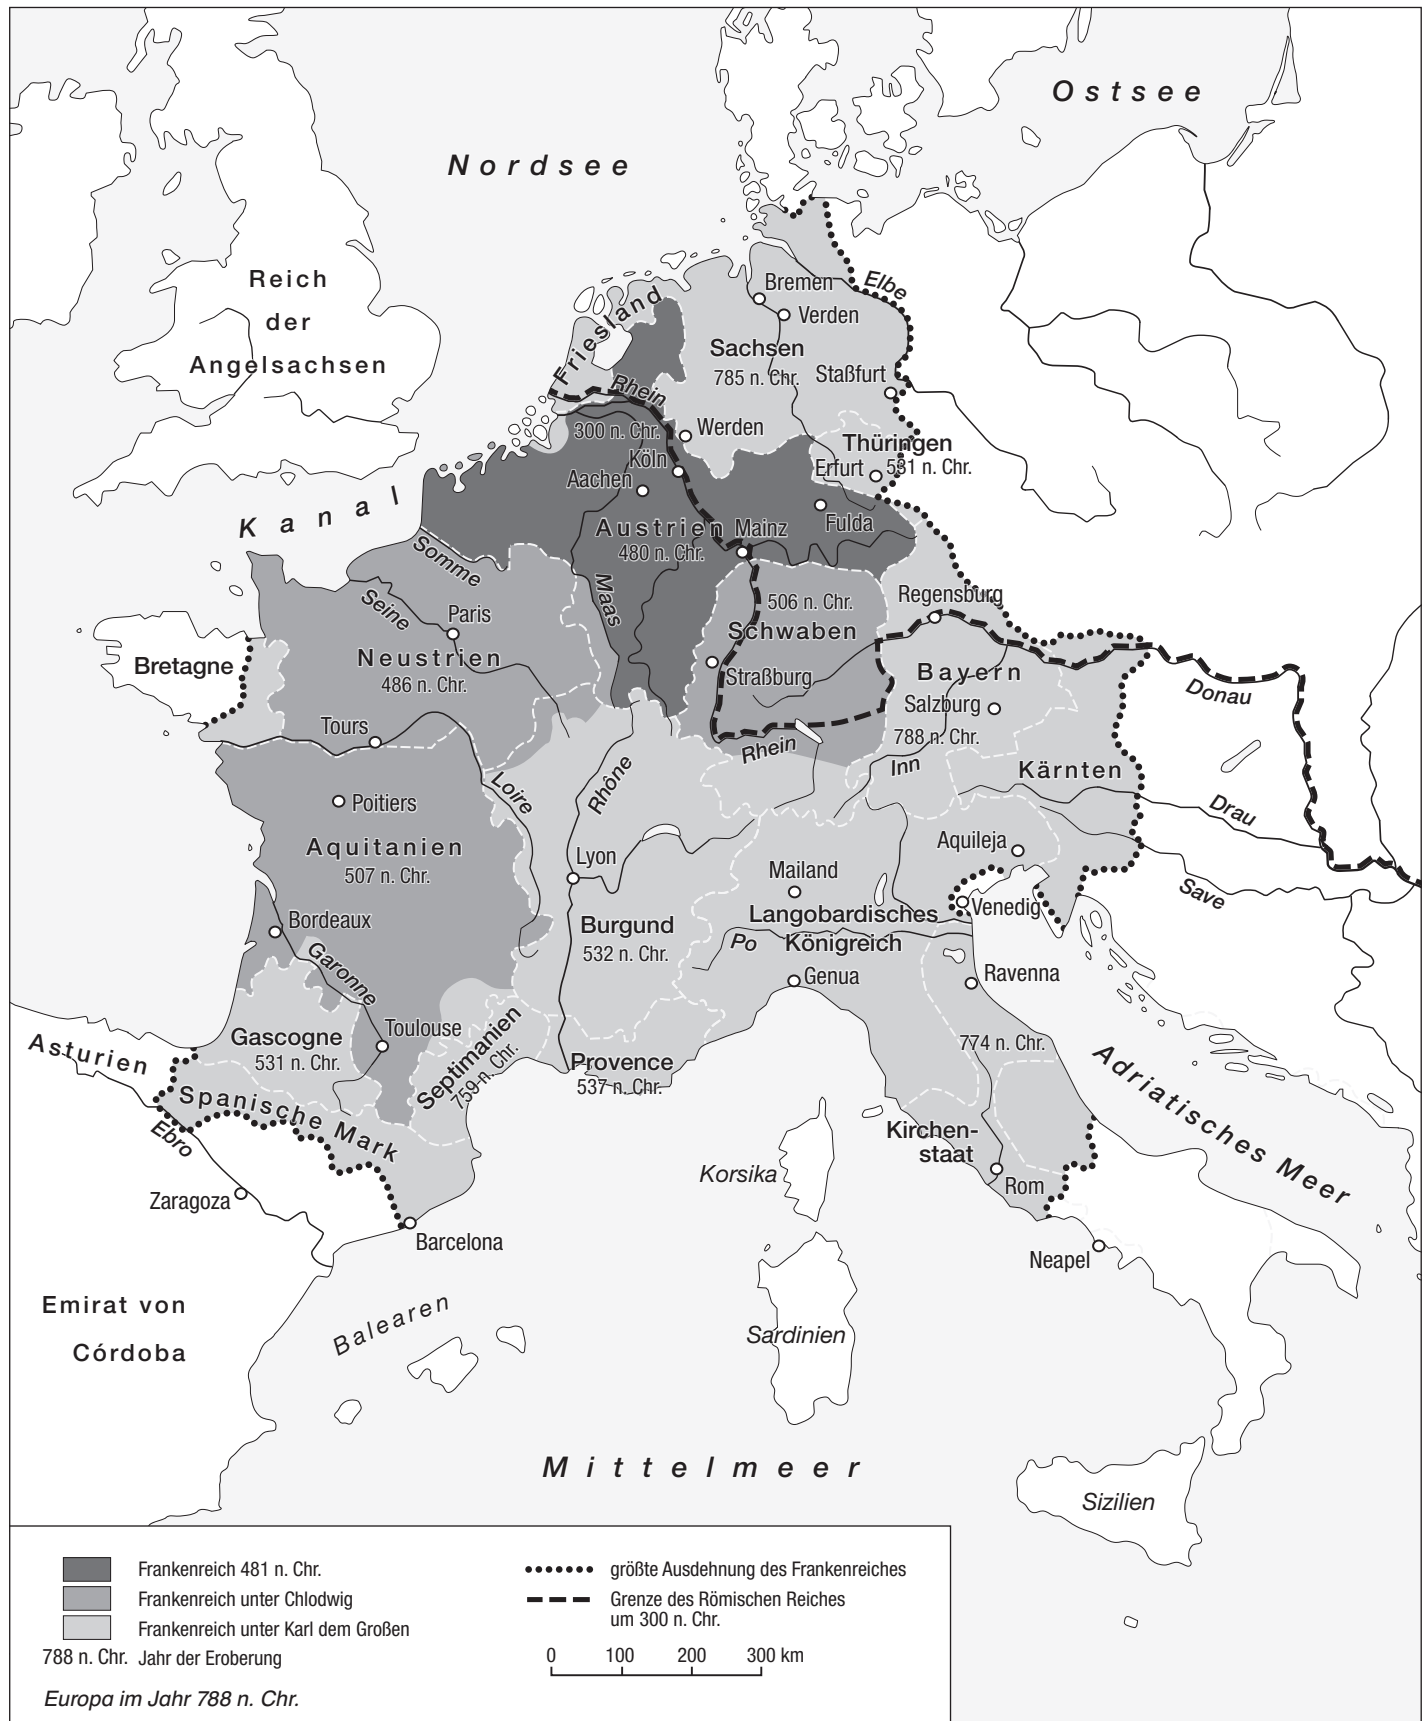 Ostsee
Nordsee
Reich
der
Angelsachsen
Bremen
Elbe
Verden
Friesland
Sachsen
785 n. Chr.
Staßfurt
Rhein
300 n. Chr.
Werden
Thüringen
531 n. Chr.
Köln
Erfurt
Aachen
Kanal
Austrien
480 n. Chr.
Mainz
Fulda
Somme
Maas
Seine
Paris
506 n. Chr.
Schwaben
Regensburg
Bretagne
Neustrien
486 n. Chr.
Straßburg
Bayern
Salzburg
788 n. Chr.
Donau
Tours
Rhein
Inn
Kärnten
Loire
Rhône
Poitiers
Drau
Aquitanien
507 n. Chr.
Lyon
Aquileja
Mailand
Save
Langobardisches
Königreich
Venedig
Bordeaux
Burgund
532 n. Chr.
Po
Garonne
Genua
Ravenna
Asturien
Gascogne
531 n. Chr.
Toulouse
Septimanien
759 n. Chr.
Provence
537 n. Chr.
774 n. Chr.
Adriatisches Meer
Spanische Mark
Ebro
Kirchen-
staat
Korsika
Rom
Zaragoza
Barcelona
Neapel
Emirat von
Córdoba
Balearen
Sardinien
Mittelmeer
Sizilien
Frankenreich 481 n. Chr.
Frankenreich unter Chlodwig
Frankenreich unter Karl dem Großen
788 n. Chr. Jahr der Eroberung
Europa im Jahr 788 n. Chr.
größte Ausdehnung des Frankenreiches
Grenze des Römischen Reiches
um 300 n. Chr.
0 100 200 300 km